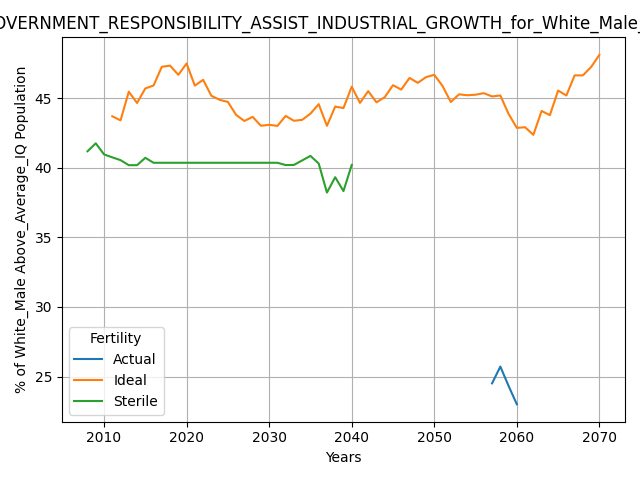 OVERNMENT_RESPONSIBILITY_ASSIST_INDUSTRIAL_GROWTH_for_White_Male_
% of White_Male Above_Average_IQ Population
45
40
35
30
25
Fertility
Actual
Ideal
Sterile
2010 2020 2030 2040 2050 2060 2070
Years